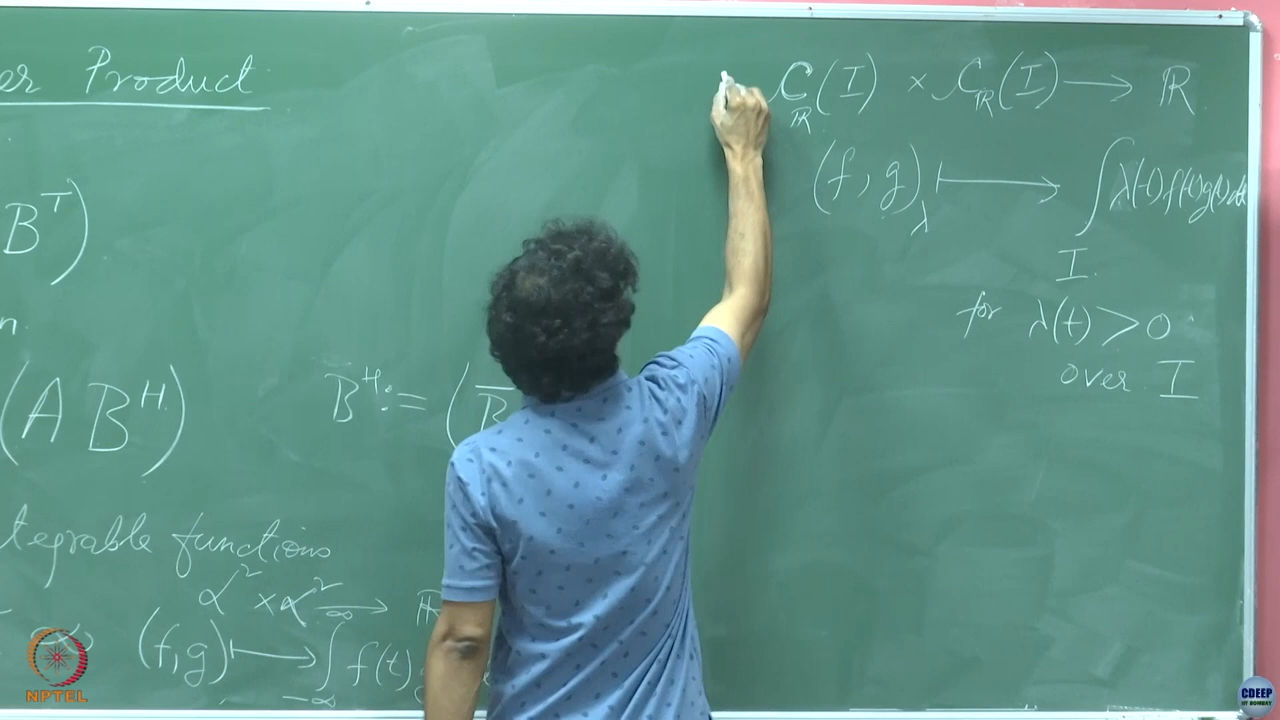 er Product
B^T)
n.
(A B^H)
B^H := (B
tegrable functions
L^2 × L^2 → R
(f, g) ⟼ ∫_{-∞}^{∞} f(t)
C_ℝ(I) × C_ℝ(I) → ℝ
(f, g)_λ ⟼ ∫_I λ(t) f(t) g(t) dt
for λ(t) > 0
over I
NPTEL
CDEEP
IIT BOMBAY